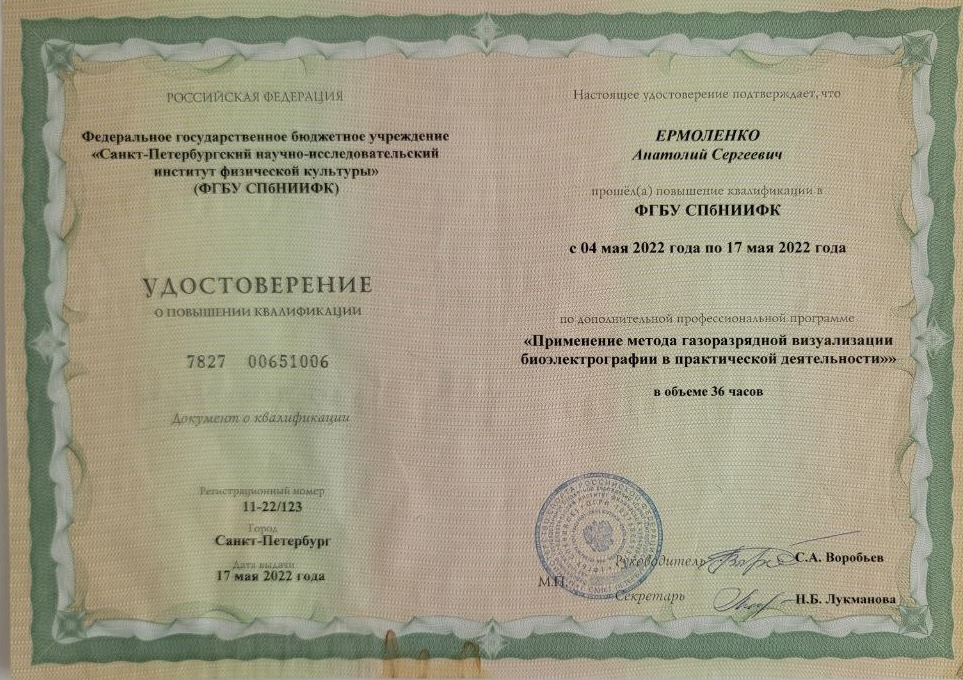 РОССИЙСКАЯ ФЕДЕРАЦИЯ
Федеральное государственное бюджетное учреждение
«Санкт-Петербургский научно-исследовательский
институт физической культуры»
(ФГБУ СПбНИИФК)
УДОСТОВЕРЕНИЕ
О ПОВЫШЕНИИ КВАЛИФИКАЦИИ
7827 00651006
Документ о квалификации
Регистрационный номер
11-22/123
Город
Санкт-Петербург
Дата выдачи
17 мая 2022 года
Настоящее удостоверение подтверждает, что
ЕРМОЛЕНКО
Анатолий Сергеевич
прошёл(а) повышение квалификации в
ФГБУ СПбНИИФК
с 04 мая 2022 года по 17 мая 2022 года
по дополнительной профессиональной программе
«Применение метода газоразрядной визуализации
биоэлектрографии в практической деятельности»»
в объеме 36 часов
М.П.
Руководитель С.А. Воробьев
Секретарь Н.Б. Лукманова